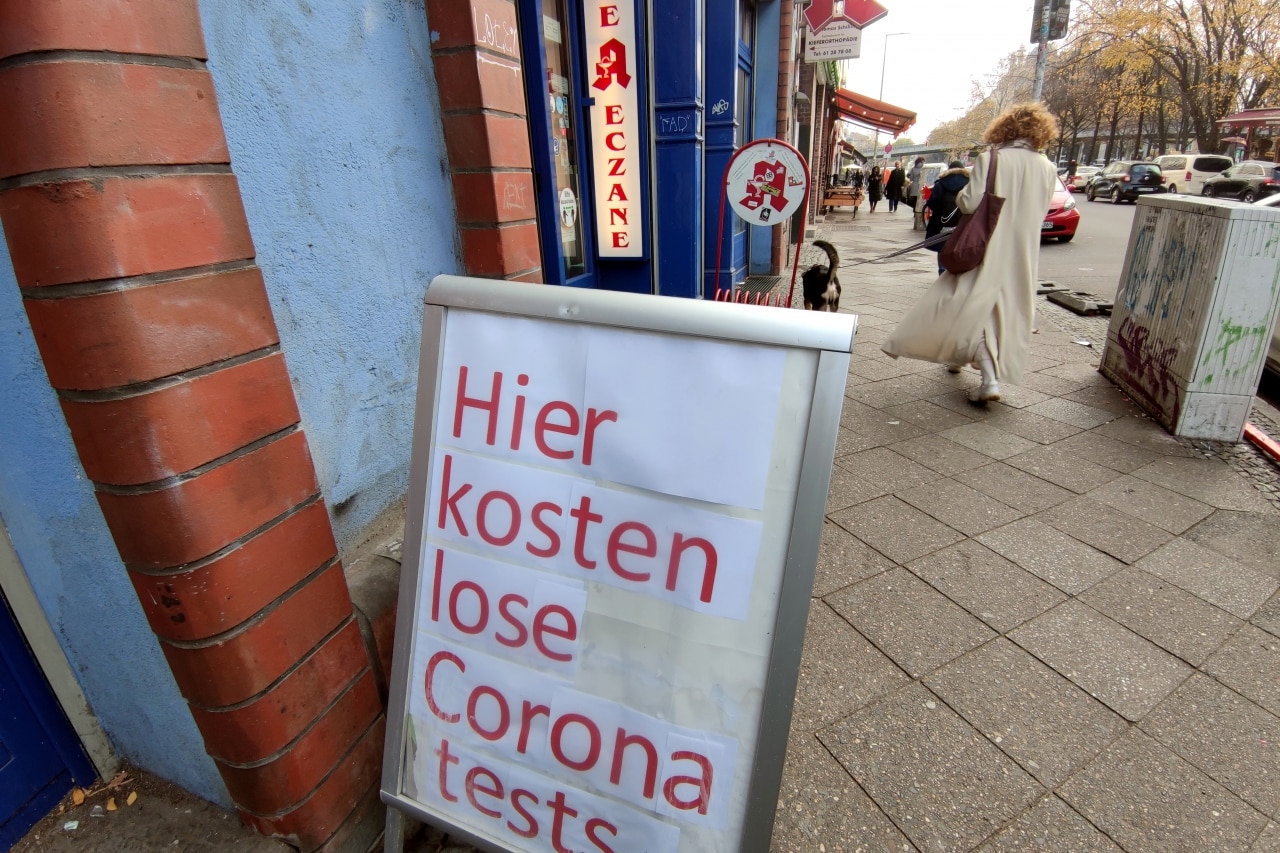 E
ECZANE
KIEFERORTHOPÄDIE
Hier
kosten
lose
Corona
tests